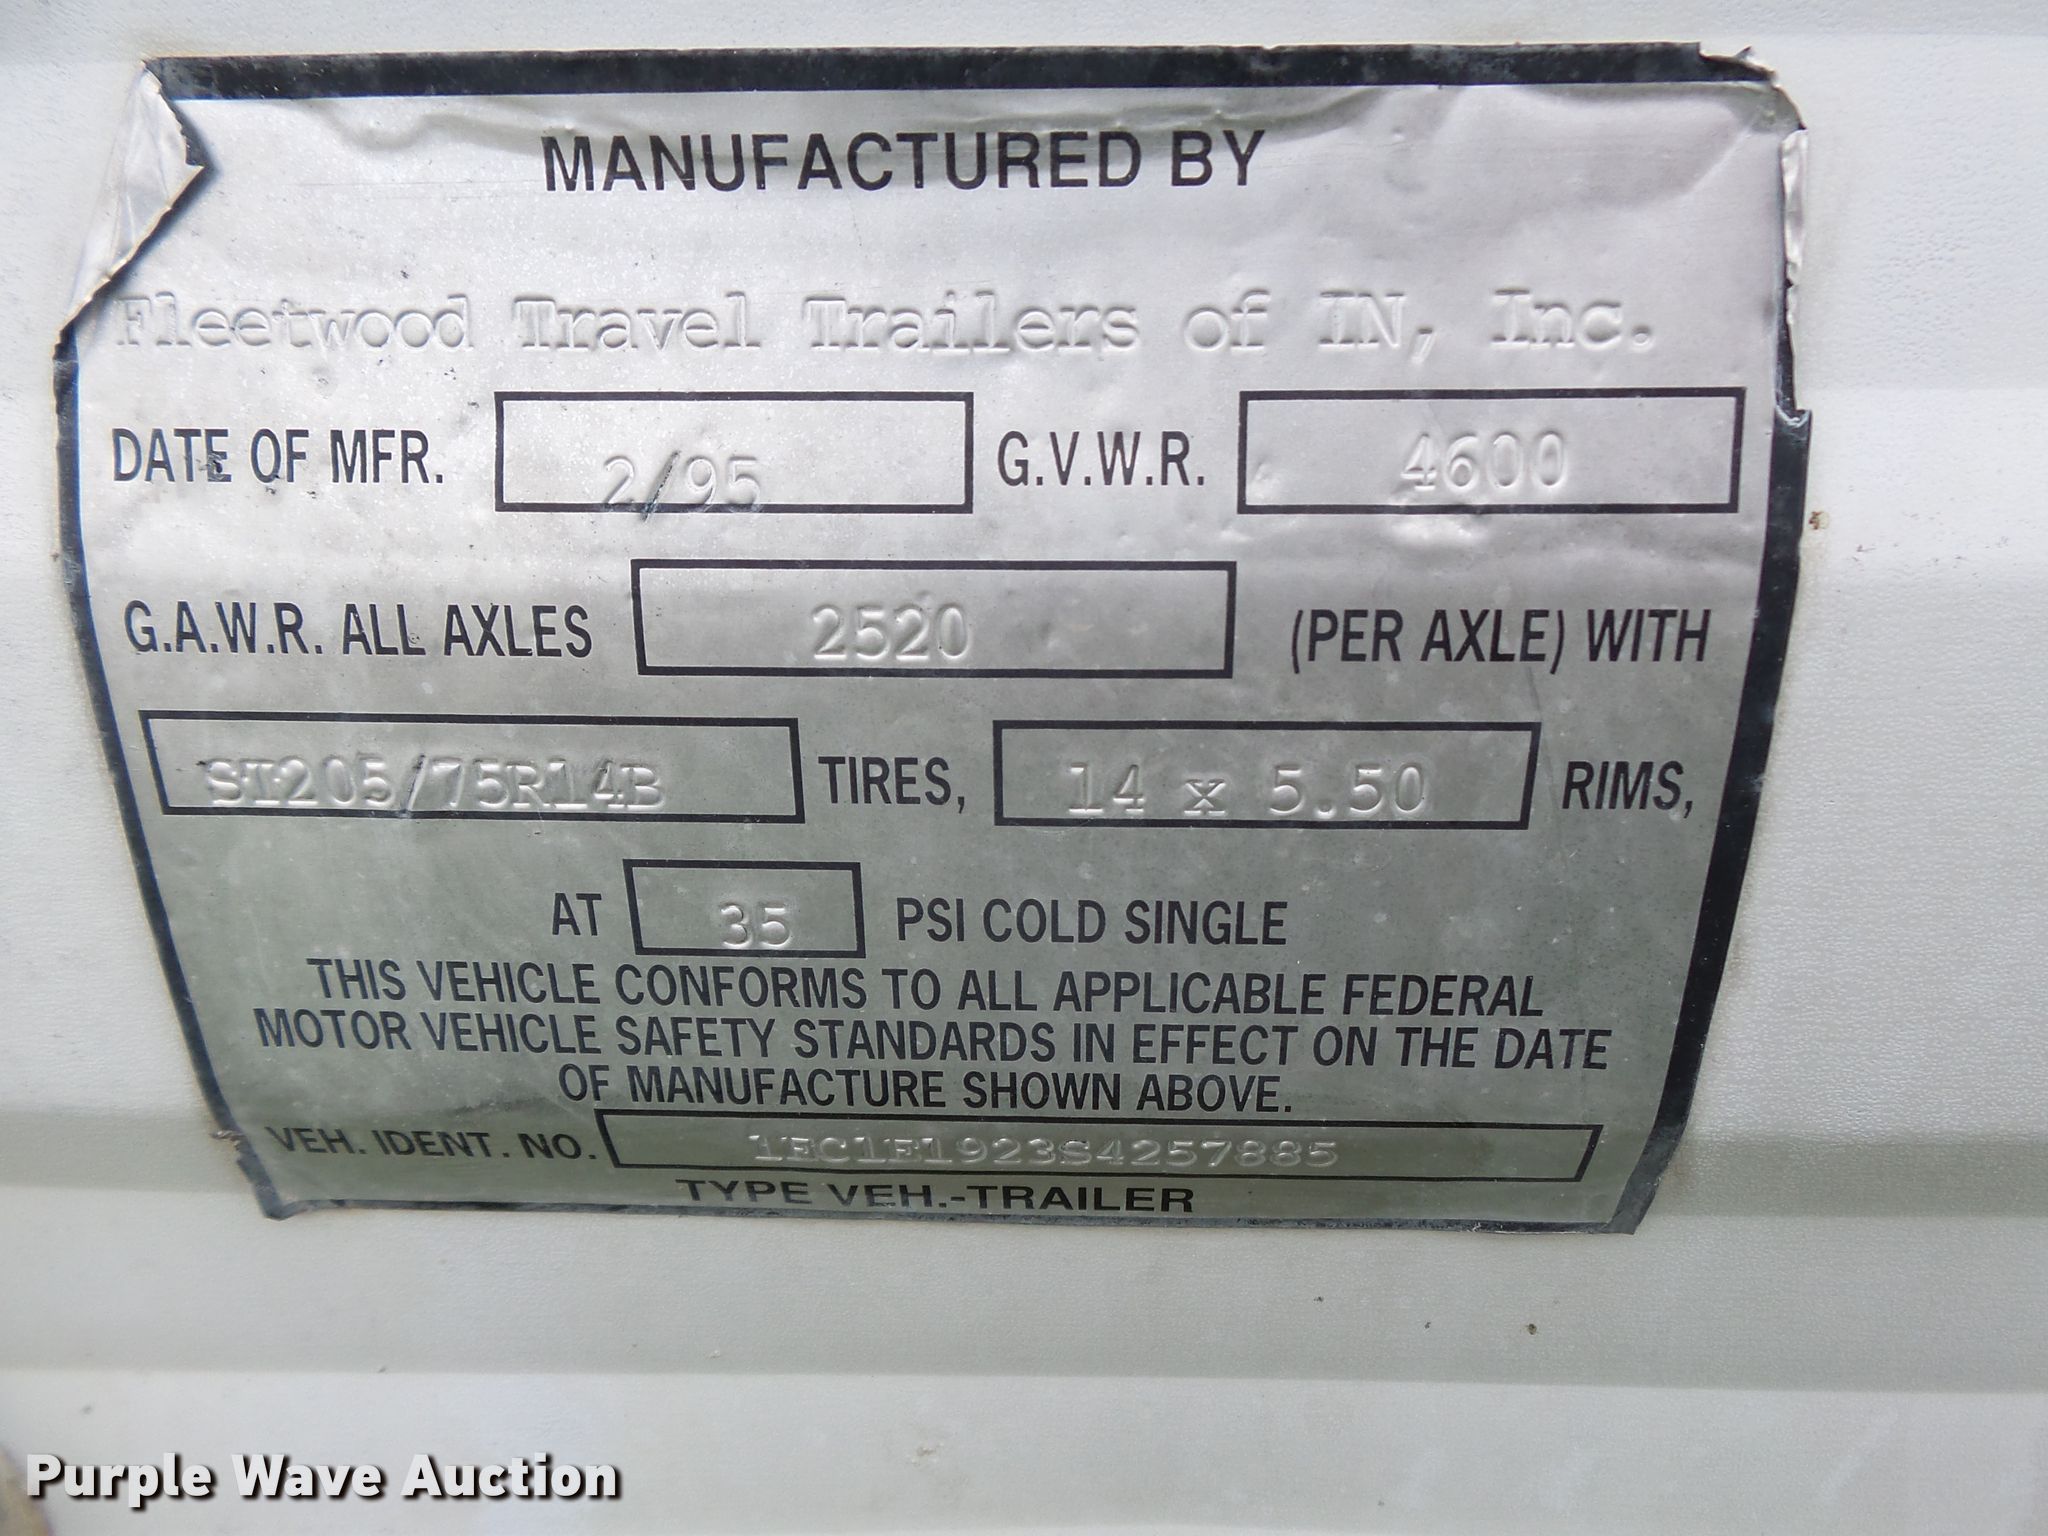 MANUFACTURED BY
Fleetwood Travel Trailers of IN, Inc.
DATE OF MFR. 2/95 G.V.W.R. 4600
G.A.W.R. ALL AXLES 2520 (PER AXLE) WITH
ST205/75R14B TIRES, 14 x 5.50 RIMS,
AT 35 PSI COLD SINGLE
THIS VEHICLE CONFORMS TO ALL APPLICABLE FEDERAL
MOTOR VEHICLE SAFETY STANDARDS IN EFFECT ON THE DATE
OF MANUFACTURE SHOWN ABOVE.
VEH. IDENT. NO. 1EC1F1923S4257885
TYPE VEH.-TRAILER
Purple Wave Auction